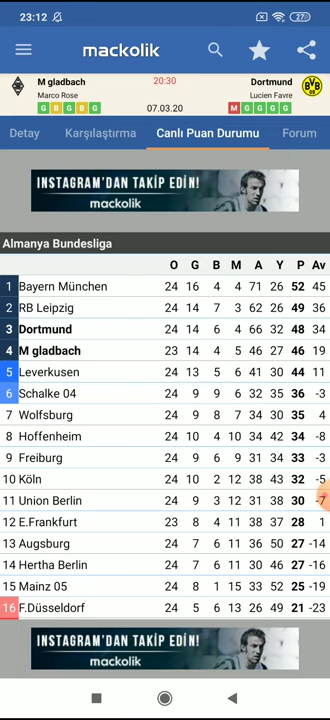 23:12
27
mackolik
M gladbach 20:30 Dortmund
Marco Rose Lucien Favre
G B G B G 07.03.20 M G G G G
Detay Karşılaştırma Canlı Puan Durumu Forum
INSTAGRAM'DAN TAKİP EDİN!
mackolik
Almanya Bundesliga
O G B M A Y P Av
1 Bayern München 24 16 4 4 71 26 52 45
2 RB Leipzig 24 14 7 3 62 26 49 36
3 Dortmund 24 14 6 4 66 32 48 34
4 M gladbach 23 14 4 5 46 27 46 19
5 Leverkusen 24 13 5 6 41 30 44 11
6 Schalke 04 24 9 9 6 32 35 36 -3
7 Wolfsburg 24 9 8 7 34 30 35 4
8 Hoffenheim 24 10 4 10 34 42 34 -8
9 Freiburg 24 9 6 9 31 34 33 -3
10 Köln 24 10 2 12 38 43 32 -5
11 Union Berlin 24 9 3 12 31 38 30 -7
12 E.Frankfurt 23 8 4 11 38 37 28 1
13 Augsburg 24 7 6 11 36 50 27 -14
14 Hertha Berlin 24 7 6 11 30 46 27 -16
15 Mainz 05 24 8 1 15 33 52 25 -19
16 F.Düsseldorf 24 5 6 13 26 49 21 -23
INSTAGRAM'DAN TAKİP EDİN!
mackolik